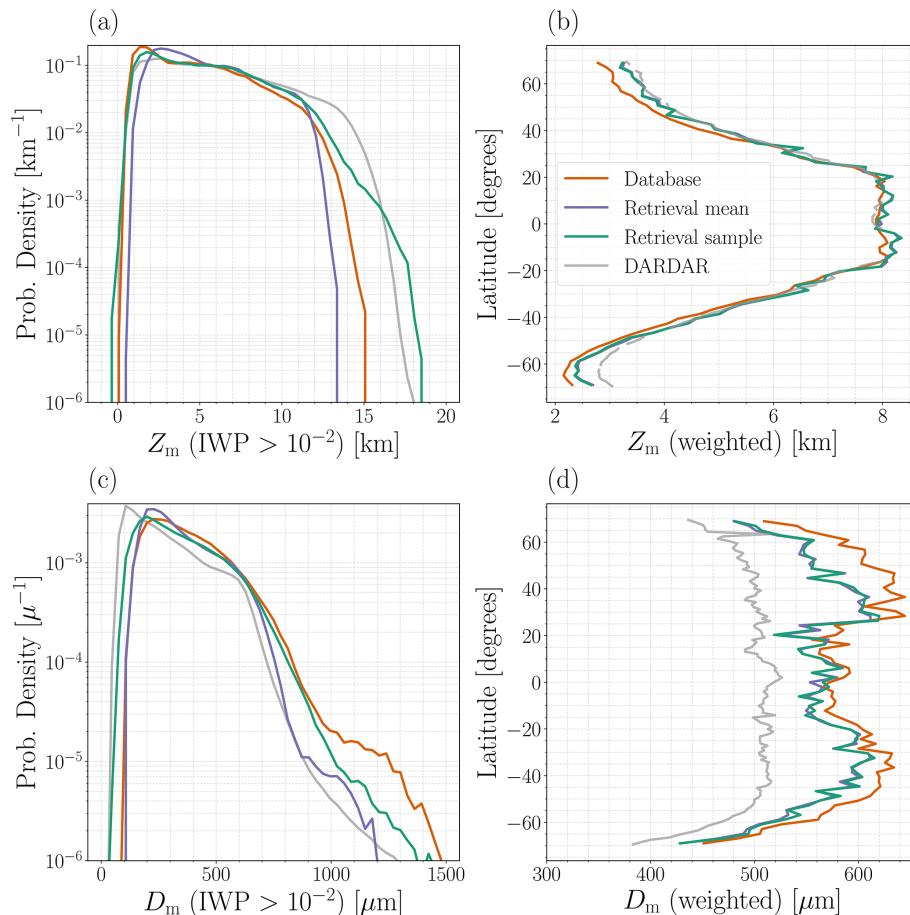 (a)
10⁻¹
10⁻²
10⁻³
10⁻⁴
10⁻⁵
10⁻⁶
Prob. Density [km⁻¹]
0 5 10 15 20
Zₘ (IWP > 10⁻²) [km]
(b)
60
40
20
0
−20
−40
−60
Latitude [degrees]
Database
Retrieval mean
Retrieval sample
DARDAR
2 4 6 8
Zₘ (weighted) [km]
(c)
10⁻³
10⁻⁴
10⁻⁵
10⁻⁶
Prob. Density [μ⁻¹]
0 500 1000 1500
Dₘ (IWP > 10⁻²) [μm]
(d)
60
40
20
0
−20
−40
−60
Latitude [degrees]
300 400 500 600
Dₘ (weighted) [μm]